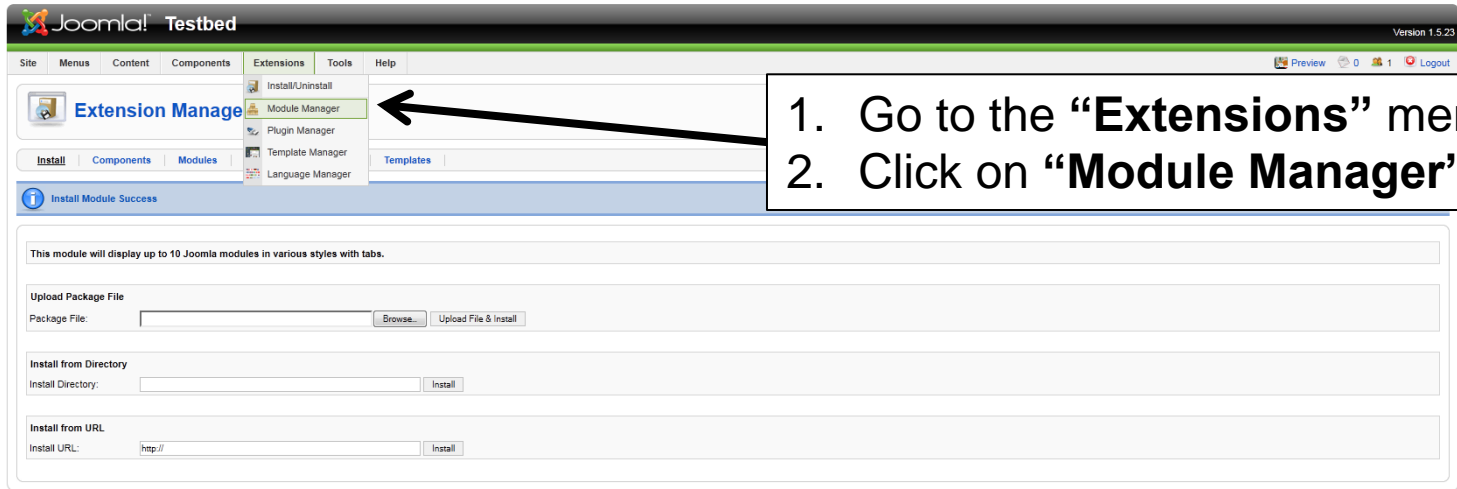 Joomla! Testbed
Version 1.5.23
Site Menus Content Components Extensions Tools Help Preview 0 1 Logout
Install/Uninstall
Extension Manage Module Manager
Plugin Manager
Template Manager
Language Manager
Install Components Modules Templates
1. Go to the “Extensions” me
2. Click on “Module Manager”
Install Module Success
This module will display up to 10 Joomla modules in various styles with tabs.
Upload Package File
Package File: Browse... Upload File & Install
Install from Directory
Install Directory: Install
Install from URL
Install URL: http:// Install